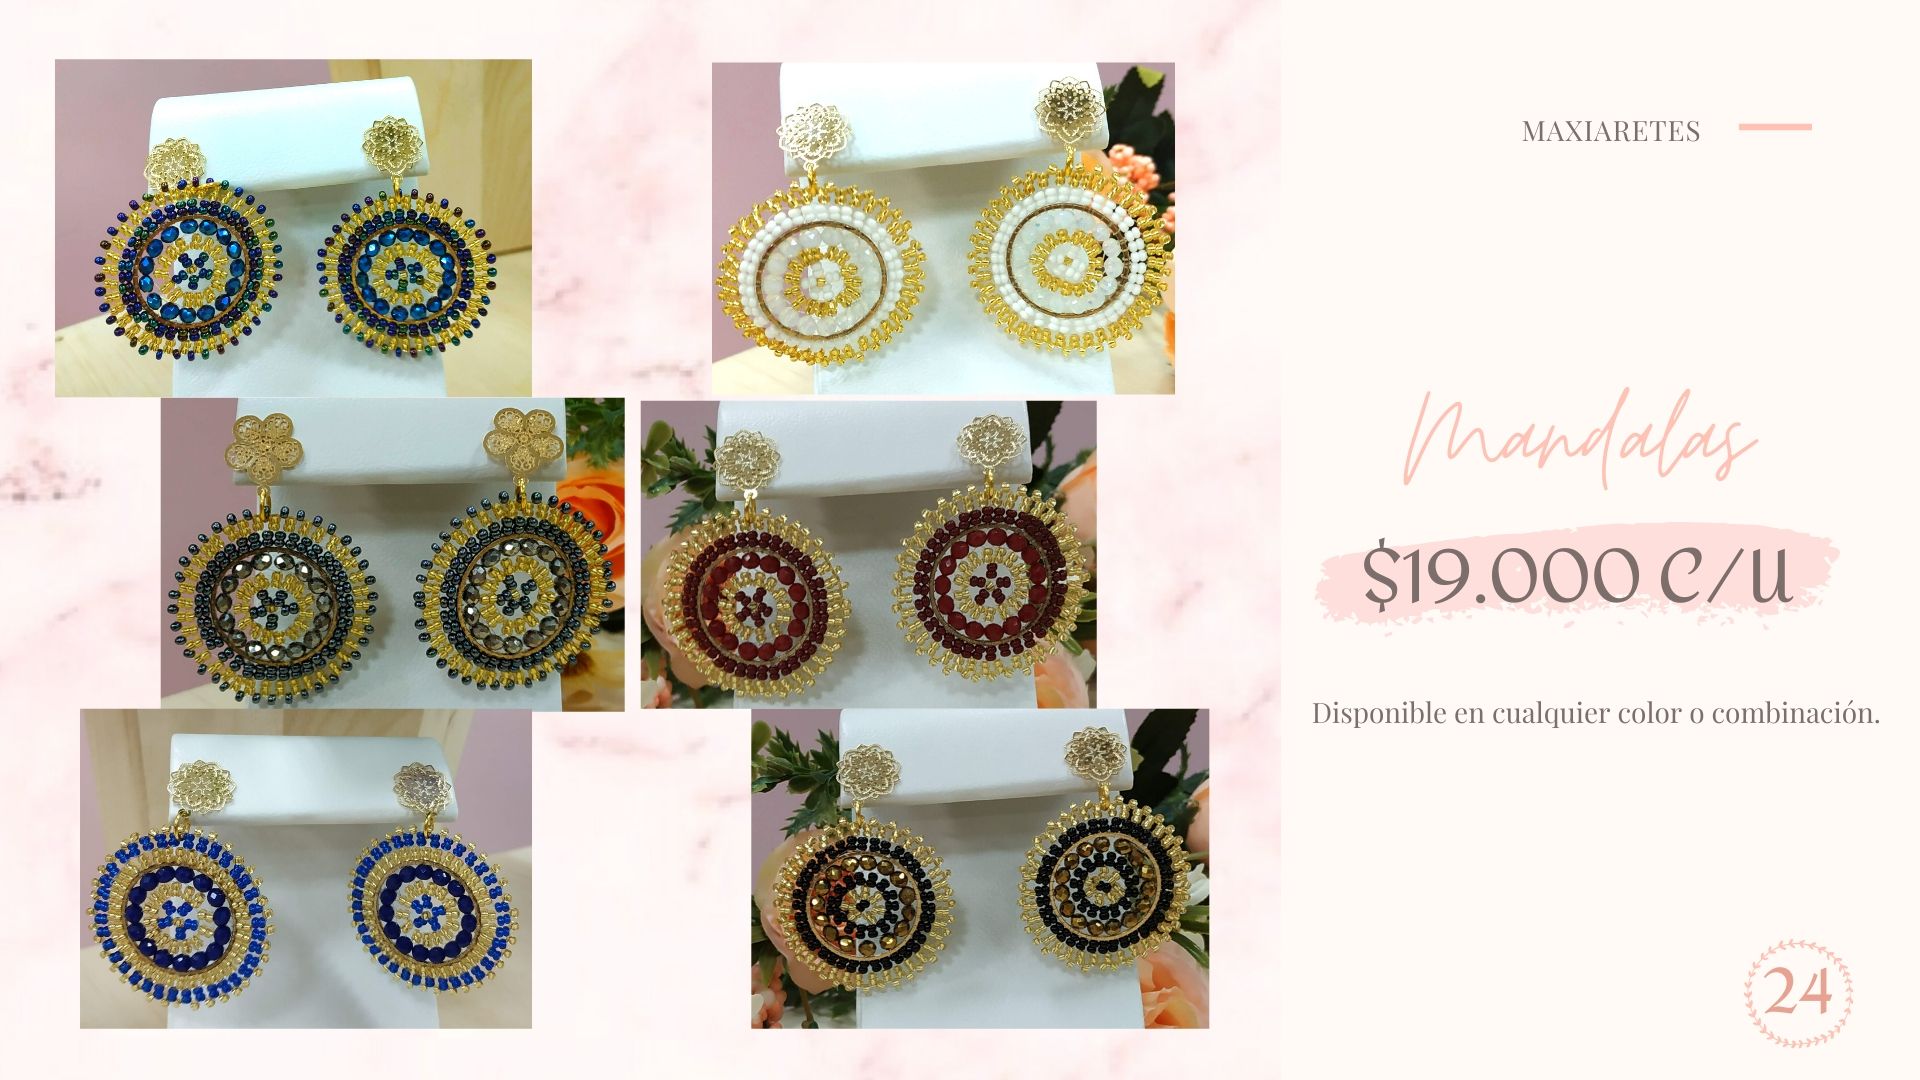 MAXIARETES
Mandalas
$19.000 C/U
Disponible en cualquier color o combinación.
24